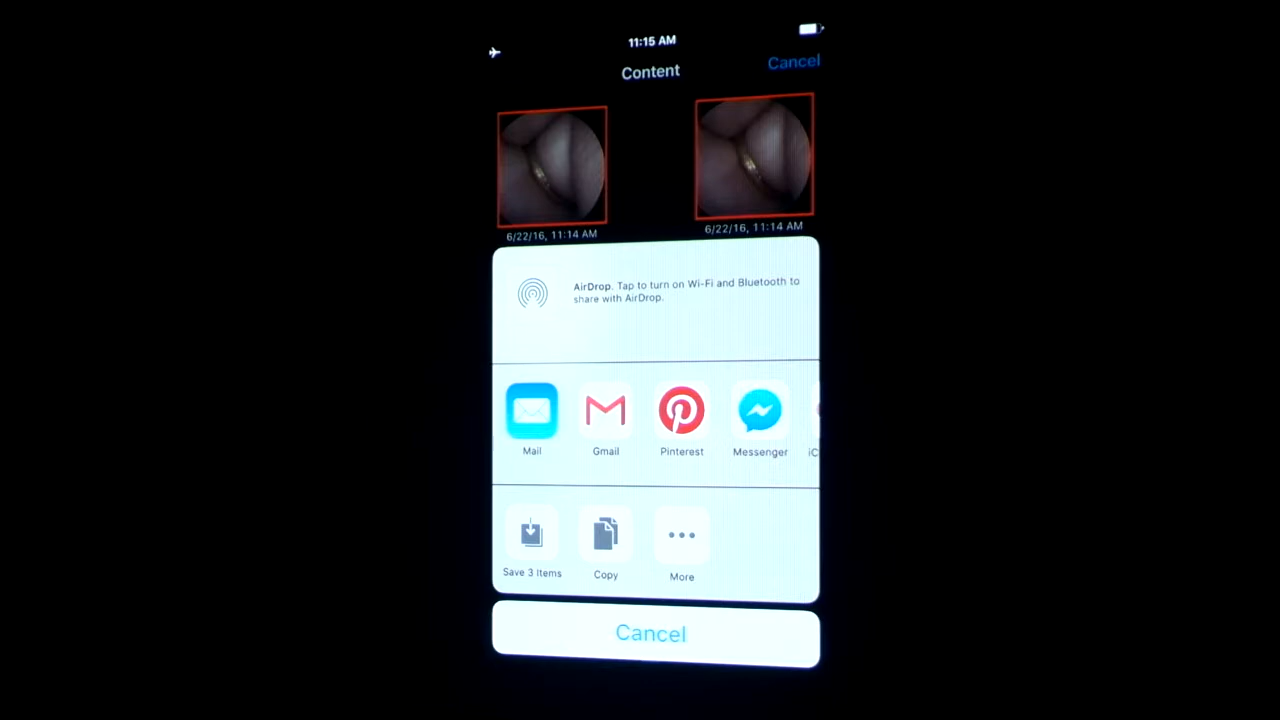 11:15 AM
Content
Cancel
6/22/16, 11:14 AM
6/22/16, 11:14 AM
AirDrop. Tap to turn on Wi-Fi and Bluetooth to
share with AirDrop.
Mail
Gmail
Pinterest
Messenger
iC
Save 3 Items
Copy
More
Cancel